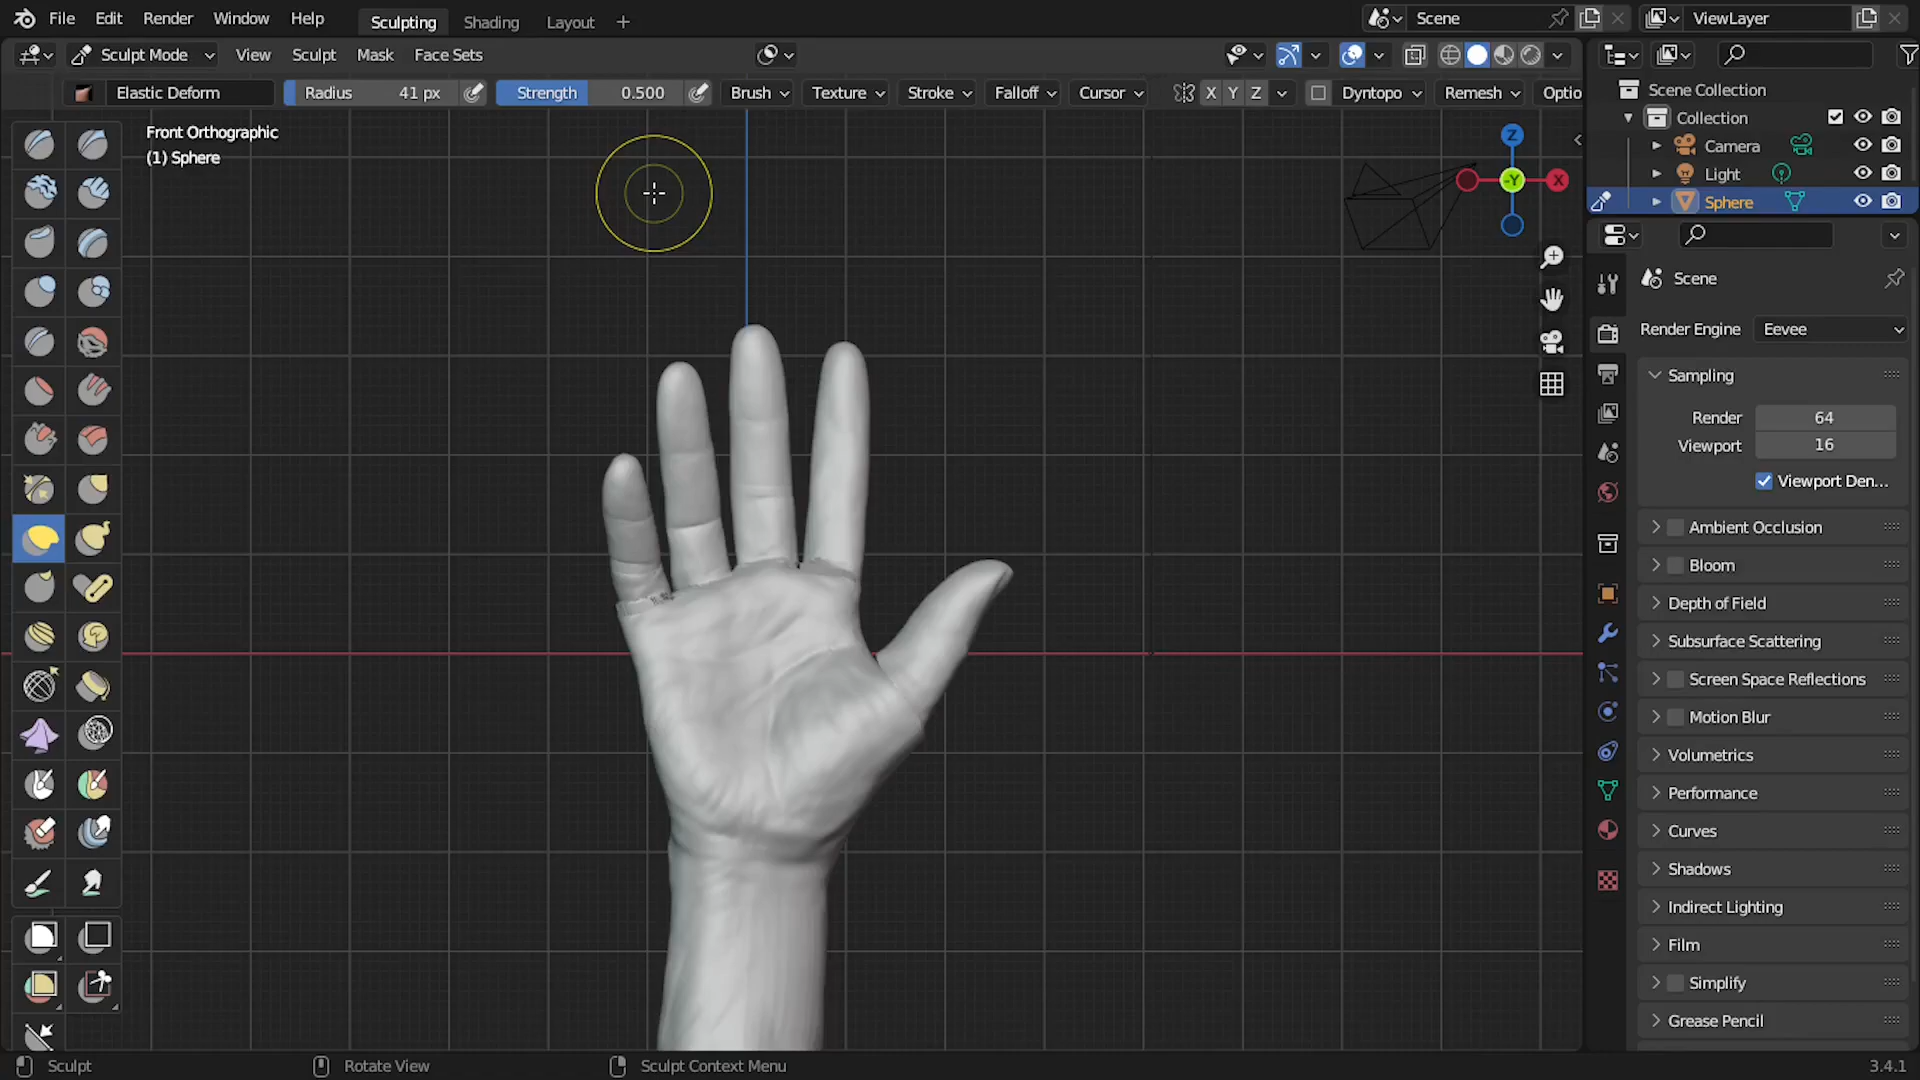 File Edit Render Window Help Sculpting Shading Layout + Scene ViewLayer
Sculpt Mode View Sculpt Mask Face Sets
Elastic Deform Radius 41 px Strength 0.500 Brush Texture Stroke Falloff Cursor X Y Z Dyntopo Remesh Optio
Front Orthographic
(1) Sphere
Z
-Y
X
Scene Collection
Collection
Camera
Light
Sphere
Scene
Render Engine Eevee
Sampling
Render 64
Viewport 16
Viewport Den...
Ambient Occlusion
Bloom
Depth of Field
Subsurface Scattering
Screen Space Reflections
Motion Blur
Volumetrics
Performance
Curves
Shadows
Indirect Lighting
Film
Simplify
Grease Pencil
Sculpt Rotate View Sculpt Context Menu 3.4.1